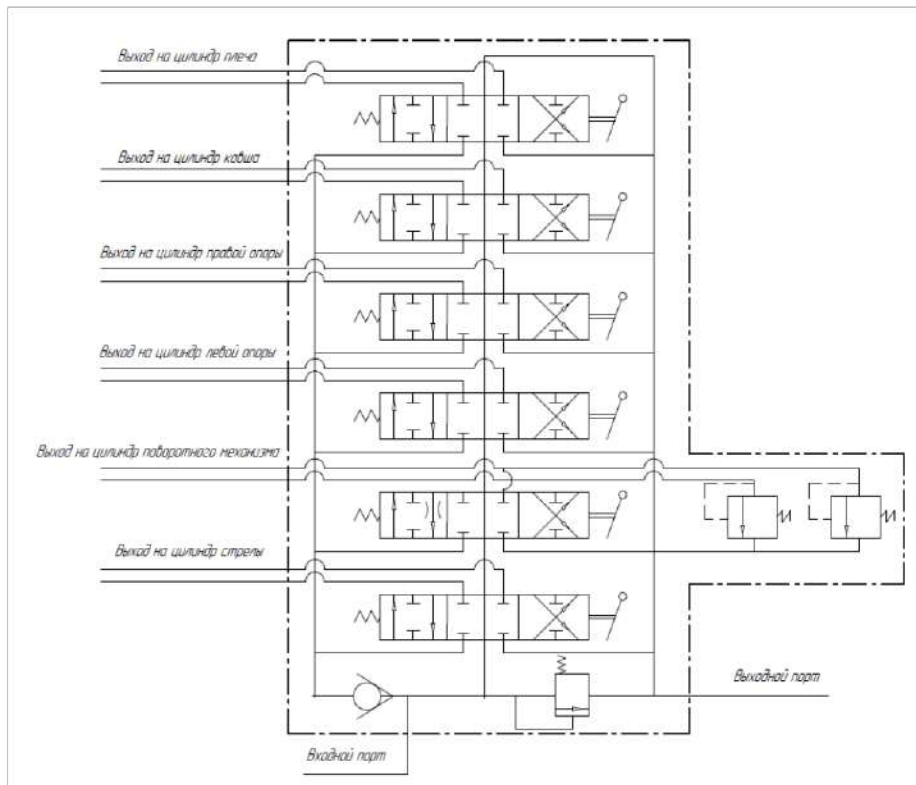 Выход на цилиндр плеча
Выход на цилиндр ковша
Выход на цилиндр правой опоры
Выход на цилиндр левой опоры
Выход на цилиндр поворотного механизма
Выход на цилиндр стрелы
Выходной порт
Входной порт